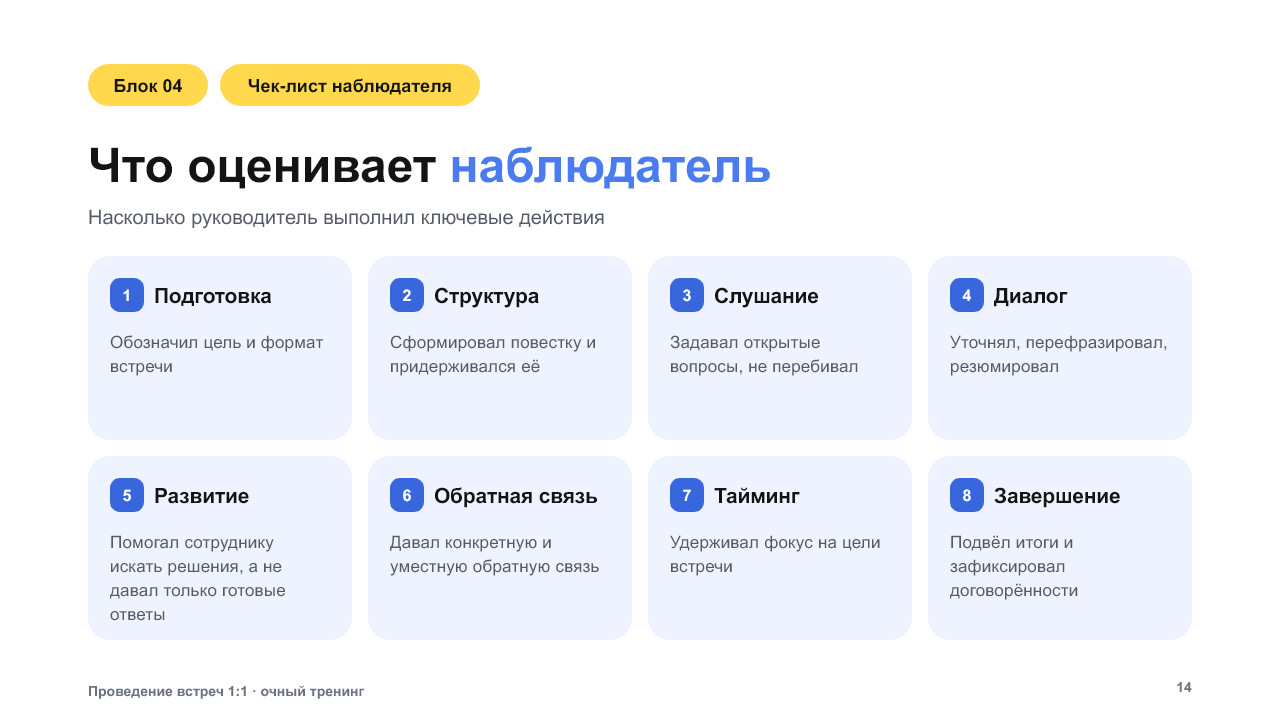 Блок 04
Чек-лист наблюдателя
Что оценивает наблюдатель
Насколько руководитель выполнил ключевые действия
1 Подготовка
Обозначил цель и формат
встречи
2 Структура
Сформировал повестку и
придерживался её
3 Слушание
Задавал открытые
вопросы, не перебивал
4 Диалог
Уточнял, перефразировал,
резюмировал
5 Развитие
Помогал сотруднику
искать решения, а не
давал только готовые
ответы
6 Обратная связь
Давал конкретную и
уместную обратную связь
7 Тайминг
Удерживал фокус на цели
встречи
8 Завершение
Подвёл итоги и
зафиксировал
договорённости
Проведение встреч 1:1 · очный тренинг
14